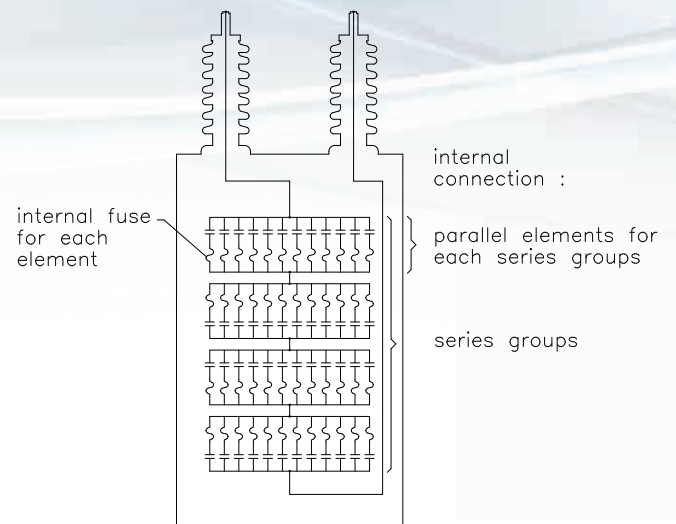 internal
connection :
internal fuse
for each
element
parallel elements for
each series groups
series groups